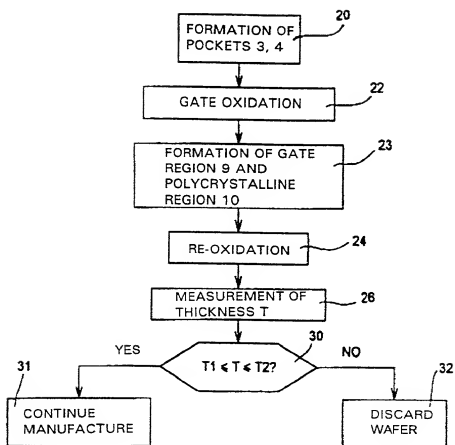 20
FORMATION OF
POCKETS 3, 4
GATE OXIDATION
22
FORMATION OF GATE
REGION 9 AND
POLYCRYSTALLINE
REGION 10
23
RE-OXIDATION
24
MEASUREMENT OF
THICKNESS T
26
YES
T1 ≤ T ≤ T2?
30
NO
31
CONTINUE
MANUFACTURE
32
DISCARD
WAFER